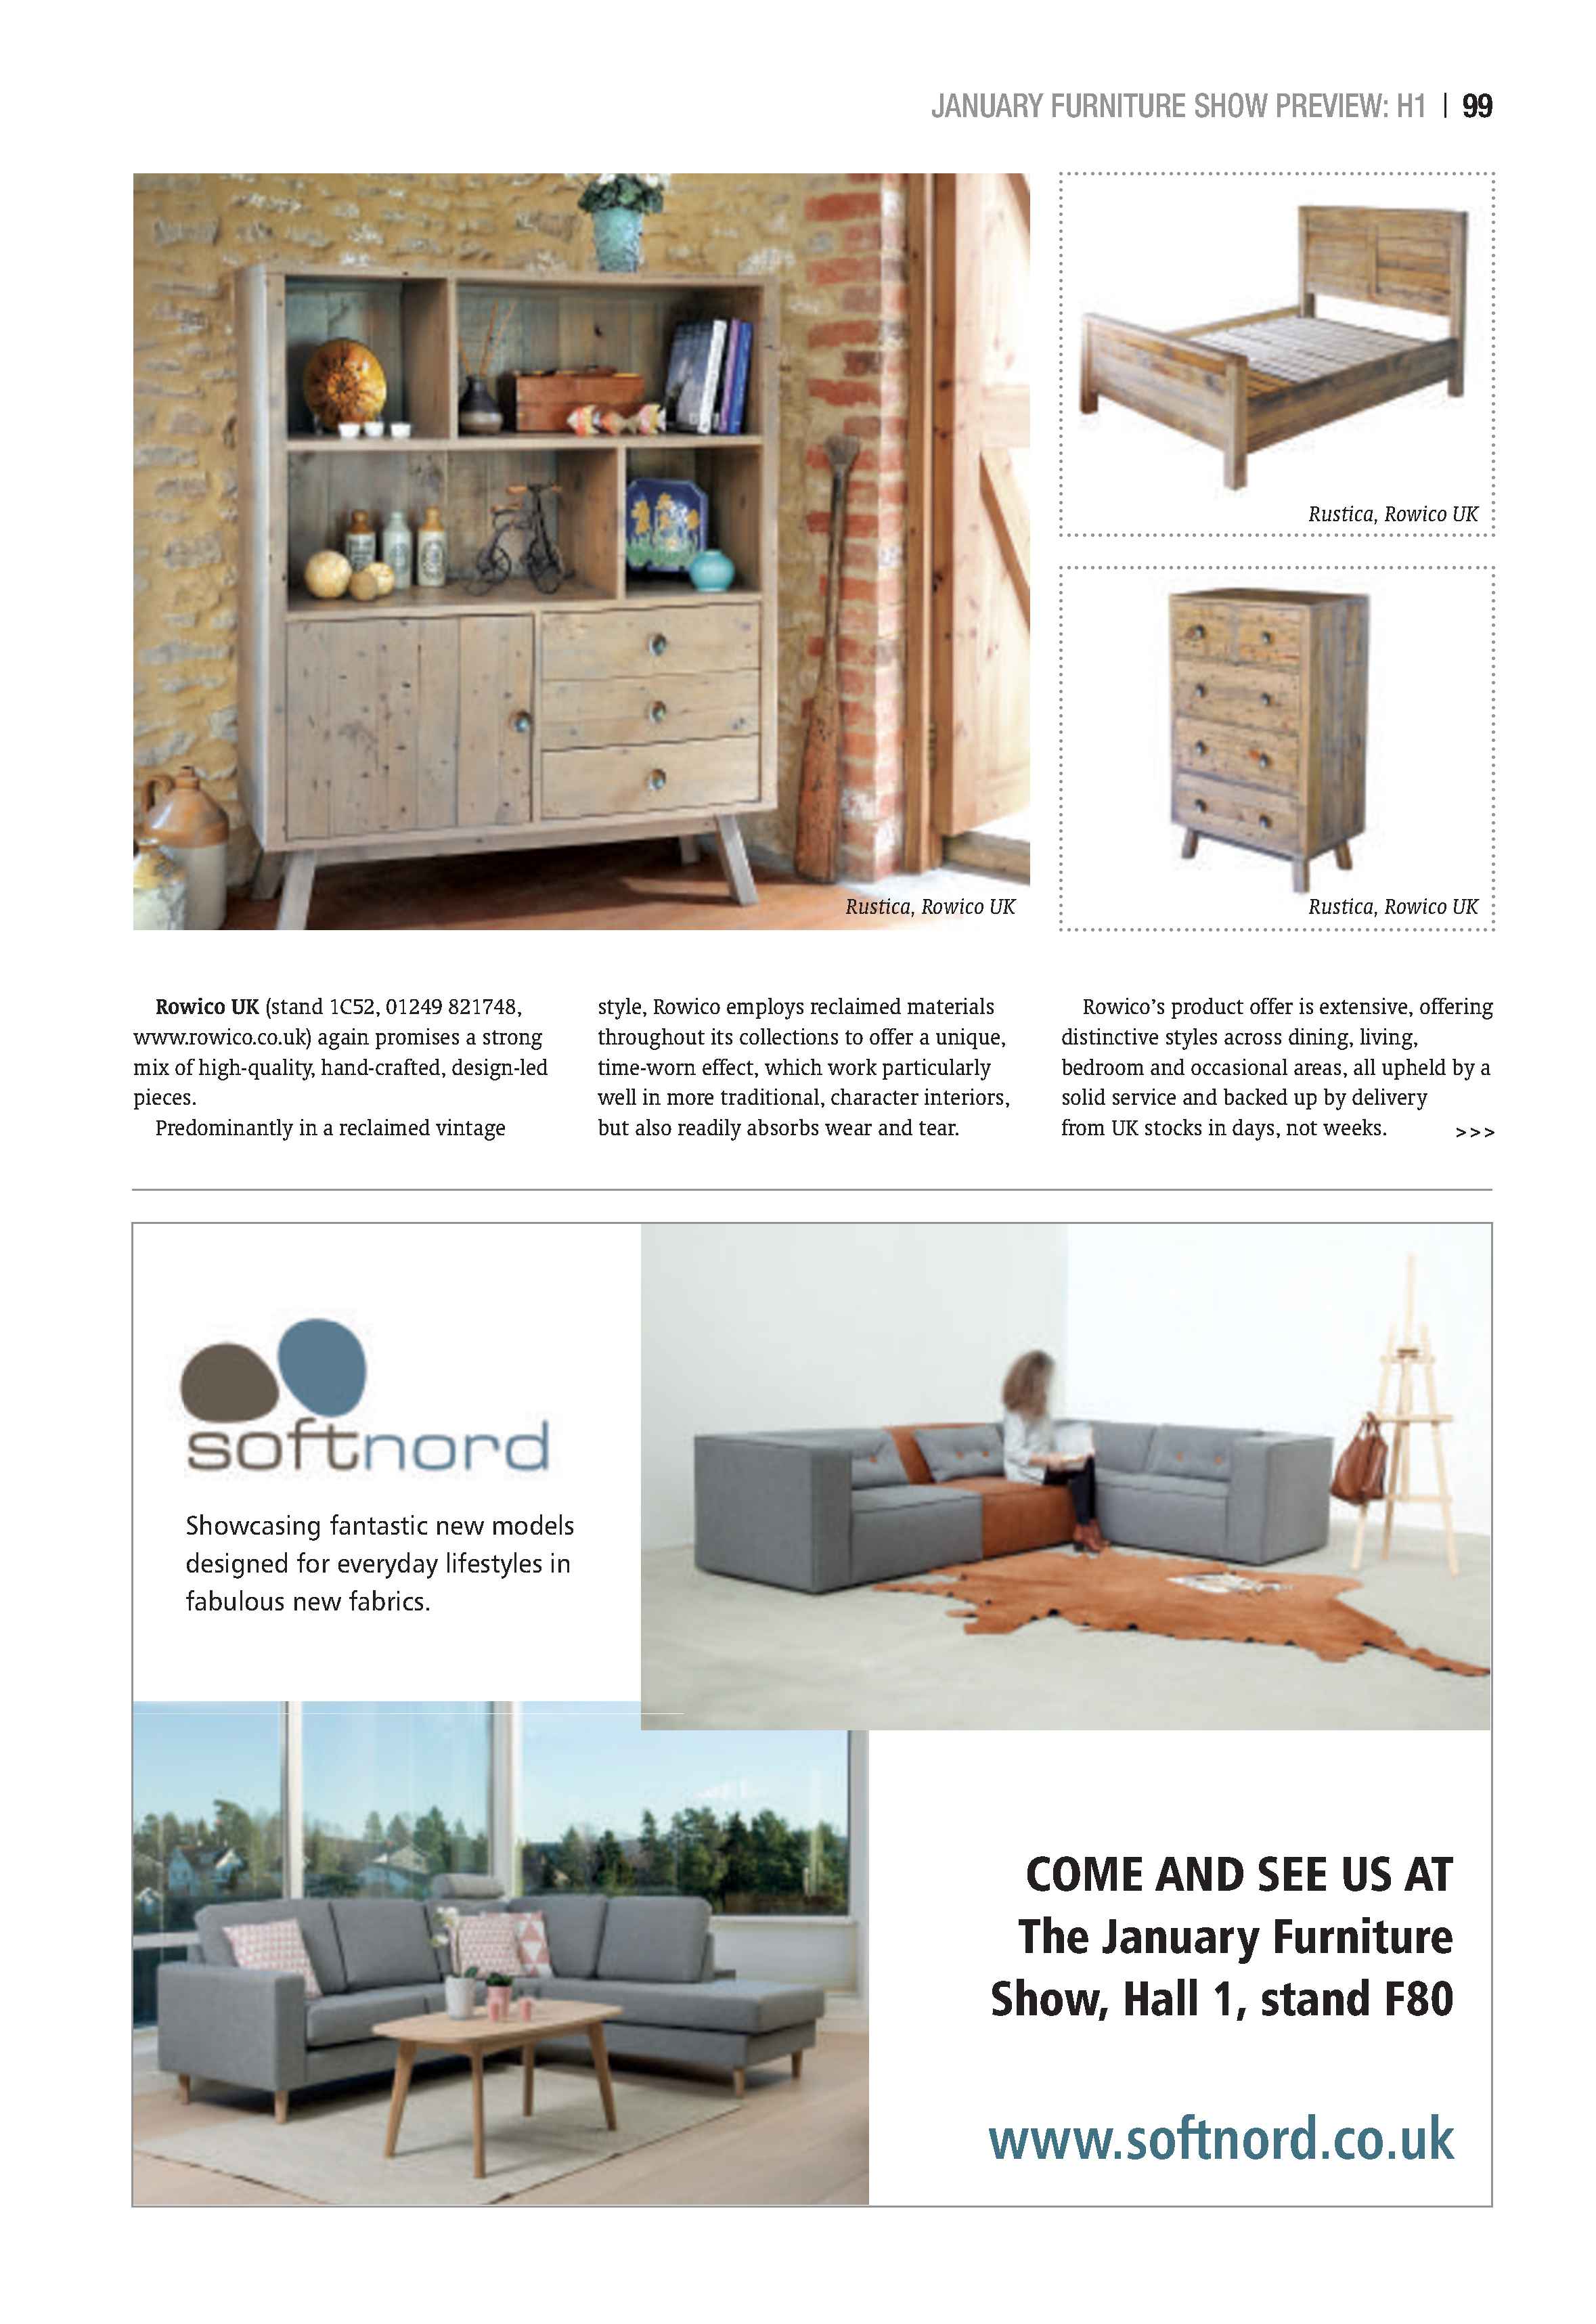 JANUARY FURNITURE SHOW PREVIEW: H1 | 99
Rustica, Rowico UK
Rustica, Rowico UK
Rustica, Rowico UK
Rowico UK (stand 1C52, 01249 821748,
www.rowico.co.uk) again promises a strong
mix of high-quality, hand-crafted, design-led
pieces.
Predominantly in a reclaimed vintage
style, Rowico employs reclaimed materials
throughout its collections to offer a unique,
time-worn effect, which work particularly
well in more traditional, character interiors,
but also readily absorbs wear and tear.
Rowico’s product offer is extensive, offering
distinctive styles across dining, living,
bedroom and occasional areas, all upheld by a
solid service and backed up by delivery
from UK stocks in days, not weeks. >>>
softnord
Showcasing fantastic new models
designed for everyday lifestyles in
fabulous new fabrics.
COME AND SEE US AT
The January Furniture
Show, Hall 1, stand F80
www.softnord.co.uk